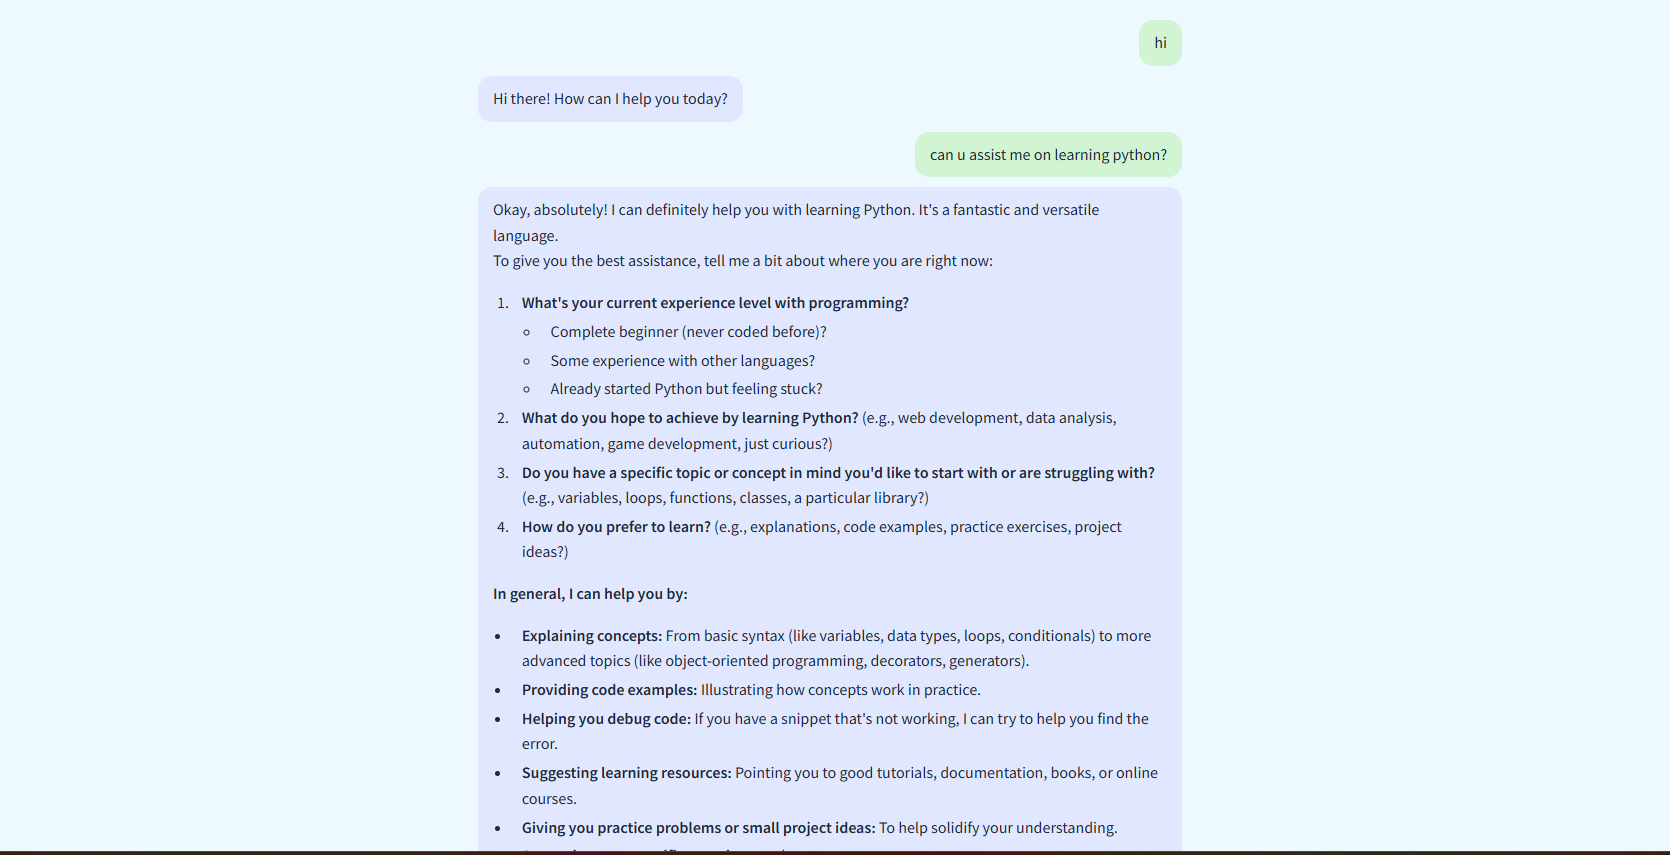 hi
Hi there! How can I help you today?
can u assist me on learning python?
Okay, absolutely! I can definitely help you with learning Python. It's a fantastic and versatile
language.
To give you the best assistance, tell me a bit about where you are right now:
1. What's your current experience level with programming?
◦ Complete beginner (never coded before)?
◦ Some experience with other languages?
◦ Already started Python but feeling stuck?
2. What do you hope to achieve by learning Python? (e.g., web development, data analysis,
automation, game development, just curious?)
3. Do you have a specific topic or concept in mind you'd like to start with or are struggling with?
(e.g., variables, loops, functions, classes, a particular library?)
4. How do you prefer to learn? (e.g., explanations, code examples, practice exercises, project
ideas?)
In general, I can help you by:
• Explaining concepts: From basic syntax (like variables, data types, loops, conditionals) to more
advanced topics (like object-oriented programming, decorators, generators).
• Providing code examples: Illustrating how concepts work in practice.
• Helping you debug code: If you have a snippet that's not working, I can try to help you find the
error.
• Suggesting learning resources: Pointing you to good tutorials, documentation, books, or online
courses.
• Giving you practice problems or small project ideas: To help solidify your understanding.